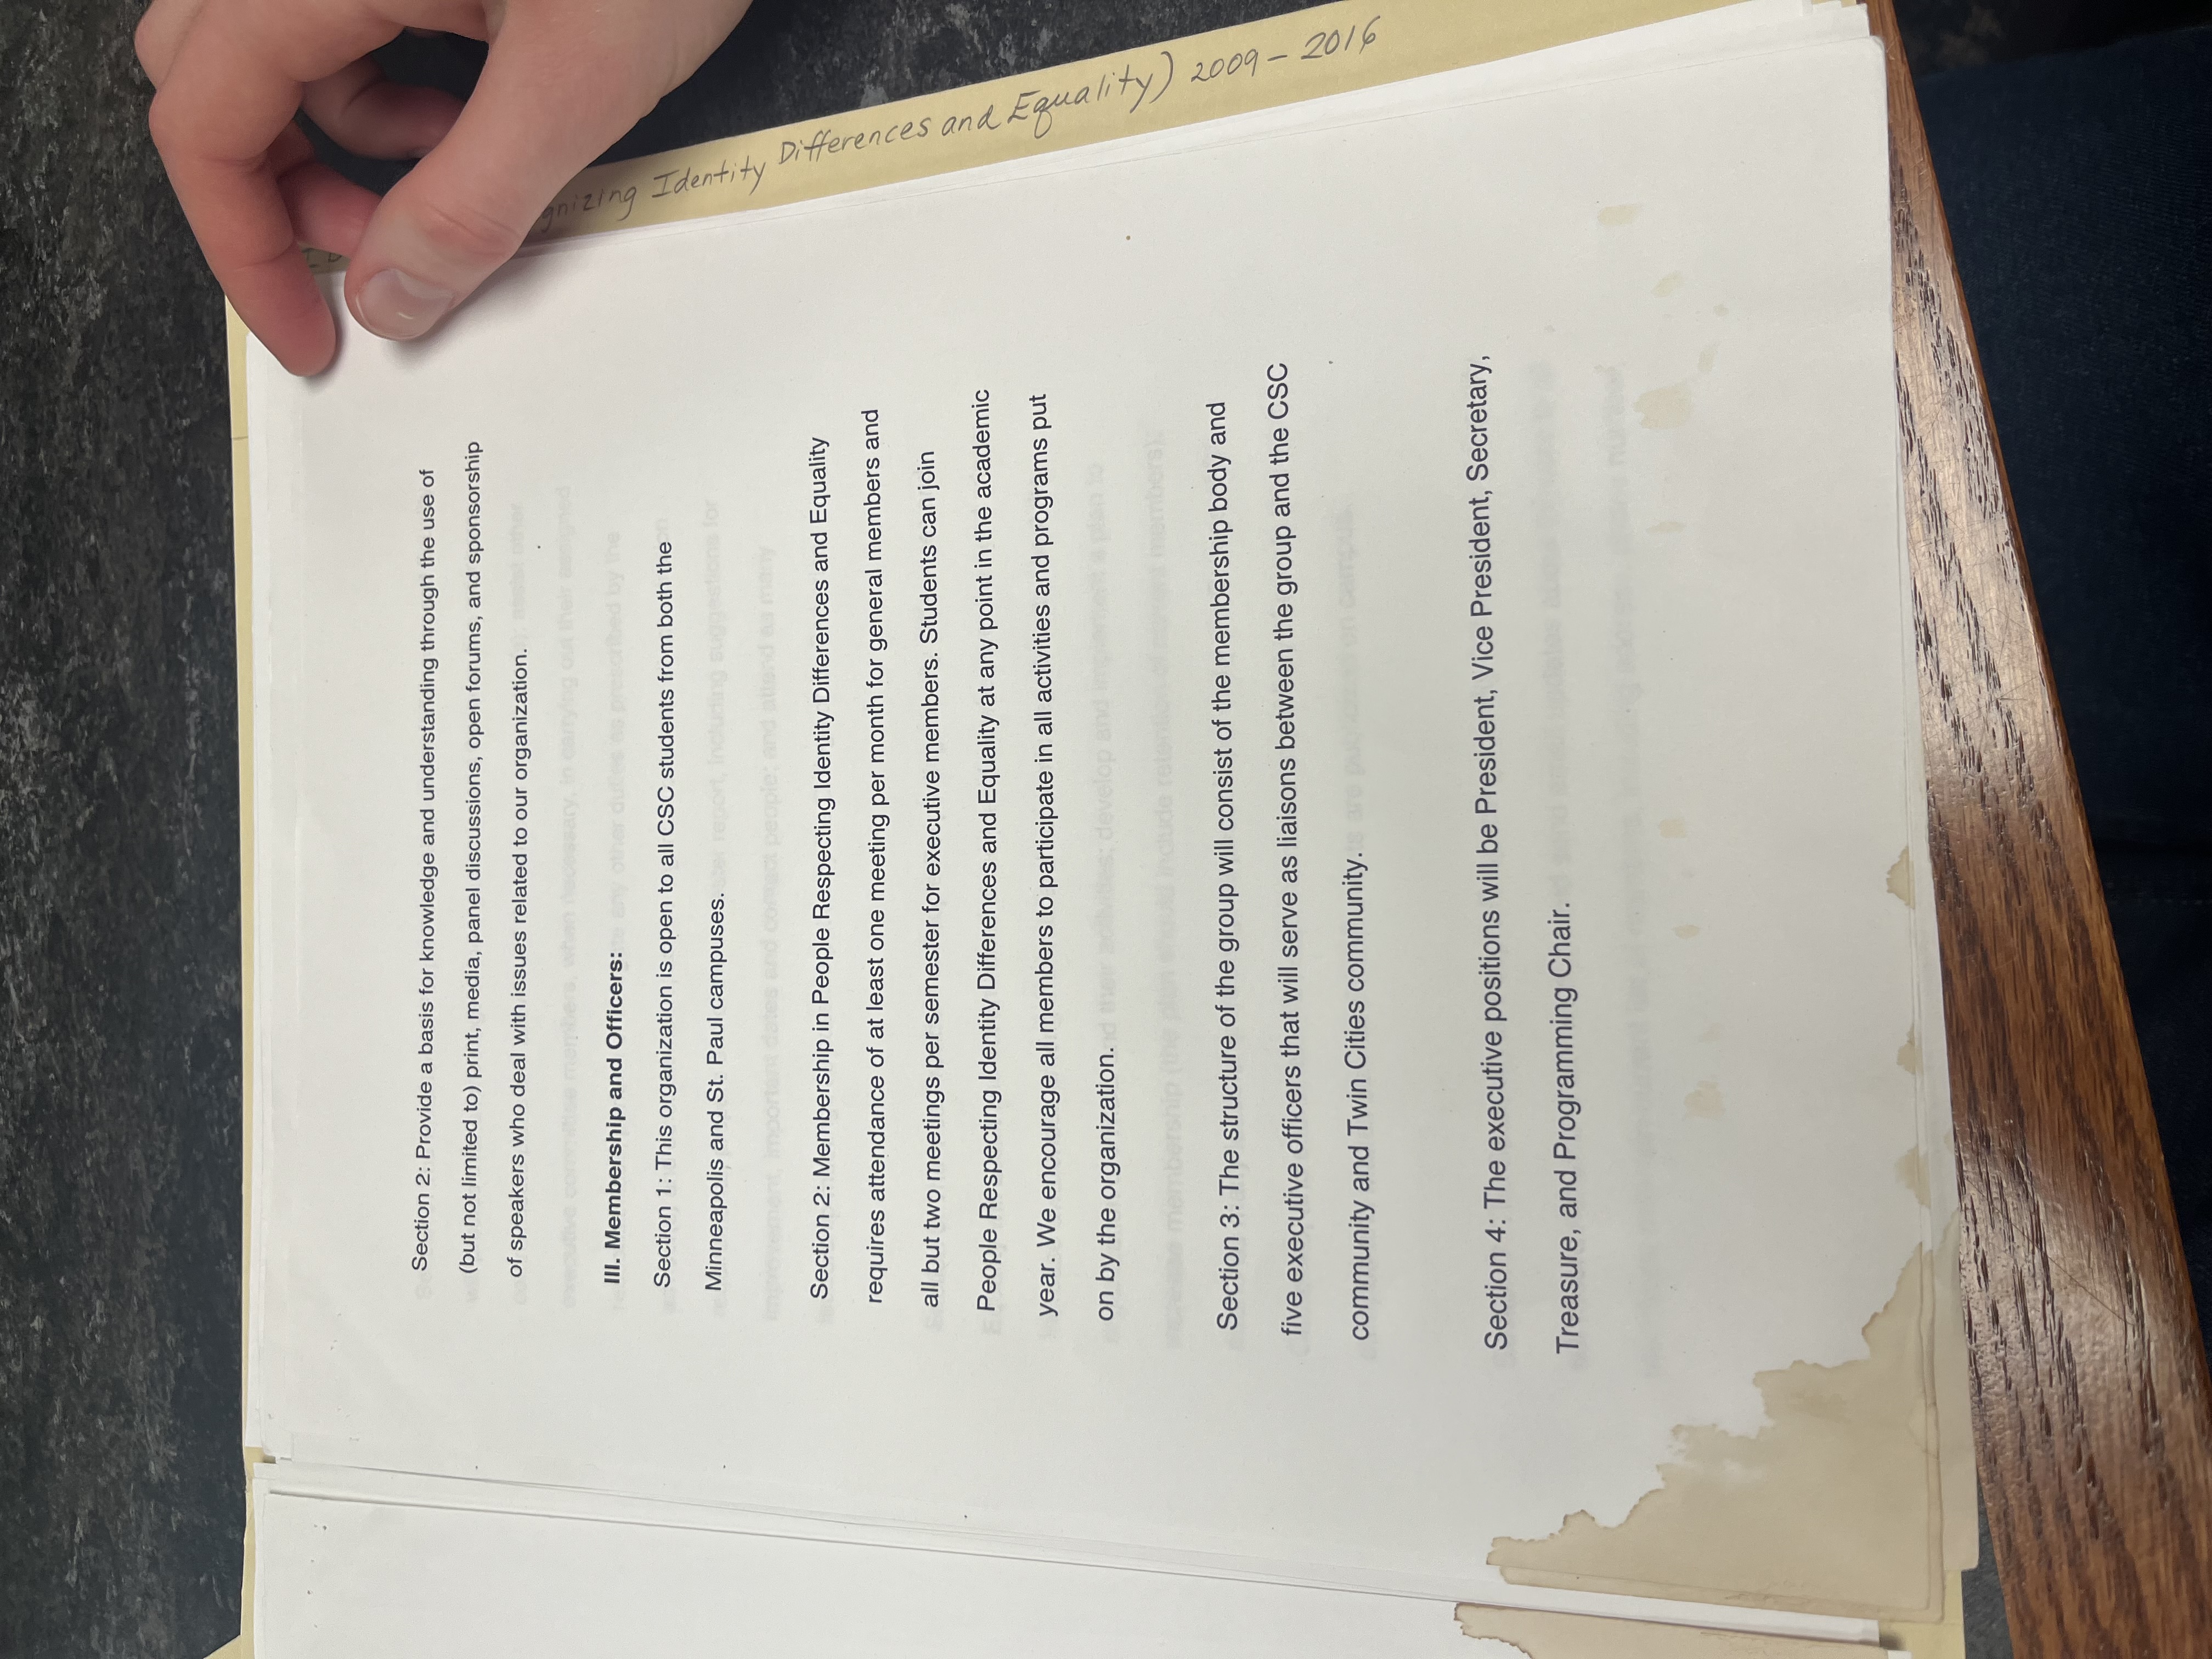 Section 2: Provide a basis for knowledge and understanding through the use of
(but not limited to) print, media, panel discussions, open forums, and sponsorship
of speakers who deal with issues related to our organization.
III. Membership and Officers:
Section 1: This organization is open to all CSC students from both the
Minneapolis and St. Paul campuses.
Section 2: Membership in People Respecting Identity Differences and Equality
requires attendance of at least one meeting per month for general members and
all but two meetings per semester for executive members. Students can join
People Respecting Identity Differences and Equality at any point in the academic
year. We encourage all members to participate in all activities and programs put
on by the organization.
Section 3: The structure of the group will consist of the membership body and
five executive officers that will serve as liaisons between the group and the CSC
community and Twin Cities community.
Section 4: The executive positions will be President, Vice President, Secretary,
Treasure, and Programming Chair.
Identity Differences and Equality) 2009 - 2016